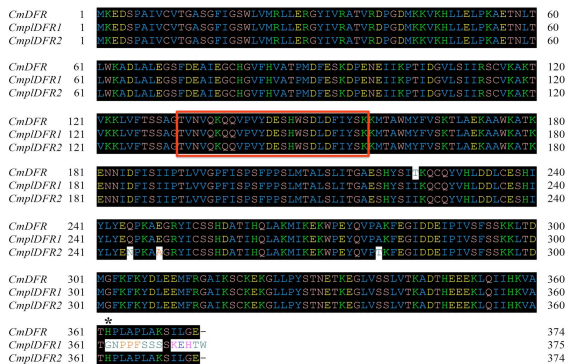 CmDFR 1 MKEDSPAIVCVTGASGFIGSWLVMRLLERGYIVRATVRDPGDMKKVKHLLELPKAETNLT 60
CmplDFR1 1 MKEDSPAIVCVTGASGFIGSWLVMRLLERGYIVRATVRDPGDMKKVKHLLELPKAETNLT 60
CmplDFR2 1 MKEDSPAIVCVTGASGFIGSWLVMRLLERGYIVRATVRDPGDMKKVKHLLELPKAETNLT 60
CmDFR 61 LWKADLALEGSFDEAIEGCHGVFHVATPMDFESKDPENEIIKPTIDGVLSIIRSCVKAKT 120
CmplDFR1 61 LWKADLALEGSFDEAIEGCHGVFHVATPMDFESKDPENEIIKPTIDGVLSIIRSCVKAKT 120
CmplDFR2 61 LWKADLALEGSFDEAIEGCHGVFHVATPMDFESKDPENEIIKPTIDGVLSIIRSCVKAKT 120
CmDFR 121 VKKLVFTSSAGTVNVQKQQVPVYDESHWSDLDFIYSKKMTAWMYFVSKTLAEKAAWKATK 180
CmplDFR1 121 VKKLVFTSSAGTVNVQKQQVPVYDESHWSDLDFIYSKKMTAWMYFVSKTLAEKAAWKATK 180
CmplDFR2 121 VKKLVFTSSAGTVNVQKQQVPVYDESHWSDLDFIYSKKMTAWMYFVSKTLAEKAAWKATK 180
CmDFR 181 ENNIDFISIIPTLVVGPFISPSFPPSLMTALSLITGAESHYSITKQCQYVHLDDLCESHI 240
CmplDFR1 181 ENNIDFISIIPTLVVGPFISPSFPPSLMTALSLITGAESHYSIIKQCQYVHLDDLCESHI 240
CmplDFR2 181 ENNIDFISIIPTLVVGPFISPSFPPSLMTALSLITGAESHYSIIKQCQYVHLDDLCESHI 240
CmDFR 241 YLYEQPKAEGRYICSSHDATIHQLAKMIKEKWPEYQVPAKFEGIDDEIPIVSFSSKKLTD 300
CmplDFR1 241 YLYEQPKAEGRYICSSHDATIHQLAKMIKEKWPEYQVPAKFEGIDDEIPIVSFSSKKLTD 300
CmplDFR2 241 300
CmDFR 301 MGFKFKYDLEEMFRGAIKSCKEKGLLPYSTNETKEGLVSSLVTKADTHEEEKLQIIHKVA 360
CmplDFR1 301 MGFKFKYDLEEMFRGAIKSCKEKGLLPYSTNETKEGLVSSLVTKADTHEEEKLQIIHKVA 360
CmplDFR2 301 MGFKFKYDLEEMFRGAIKSCKEKGLLPYSTNETKEGLVSSLVTKADTHEEEKLQIIHKVA 360
*
CmDFR 361 THPLAPLAKSILGE- 374
CmplDFR1 361 TGNPPFSSSSKEHTW 375
CmplDFR2 361 THPLAPLAKSILGE- 374